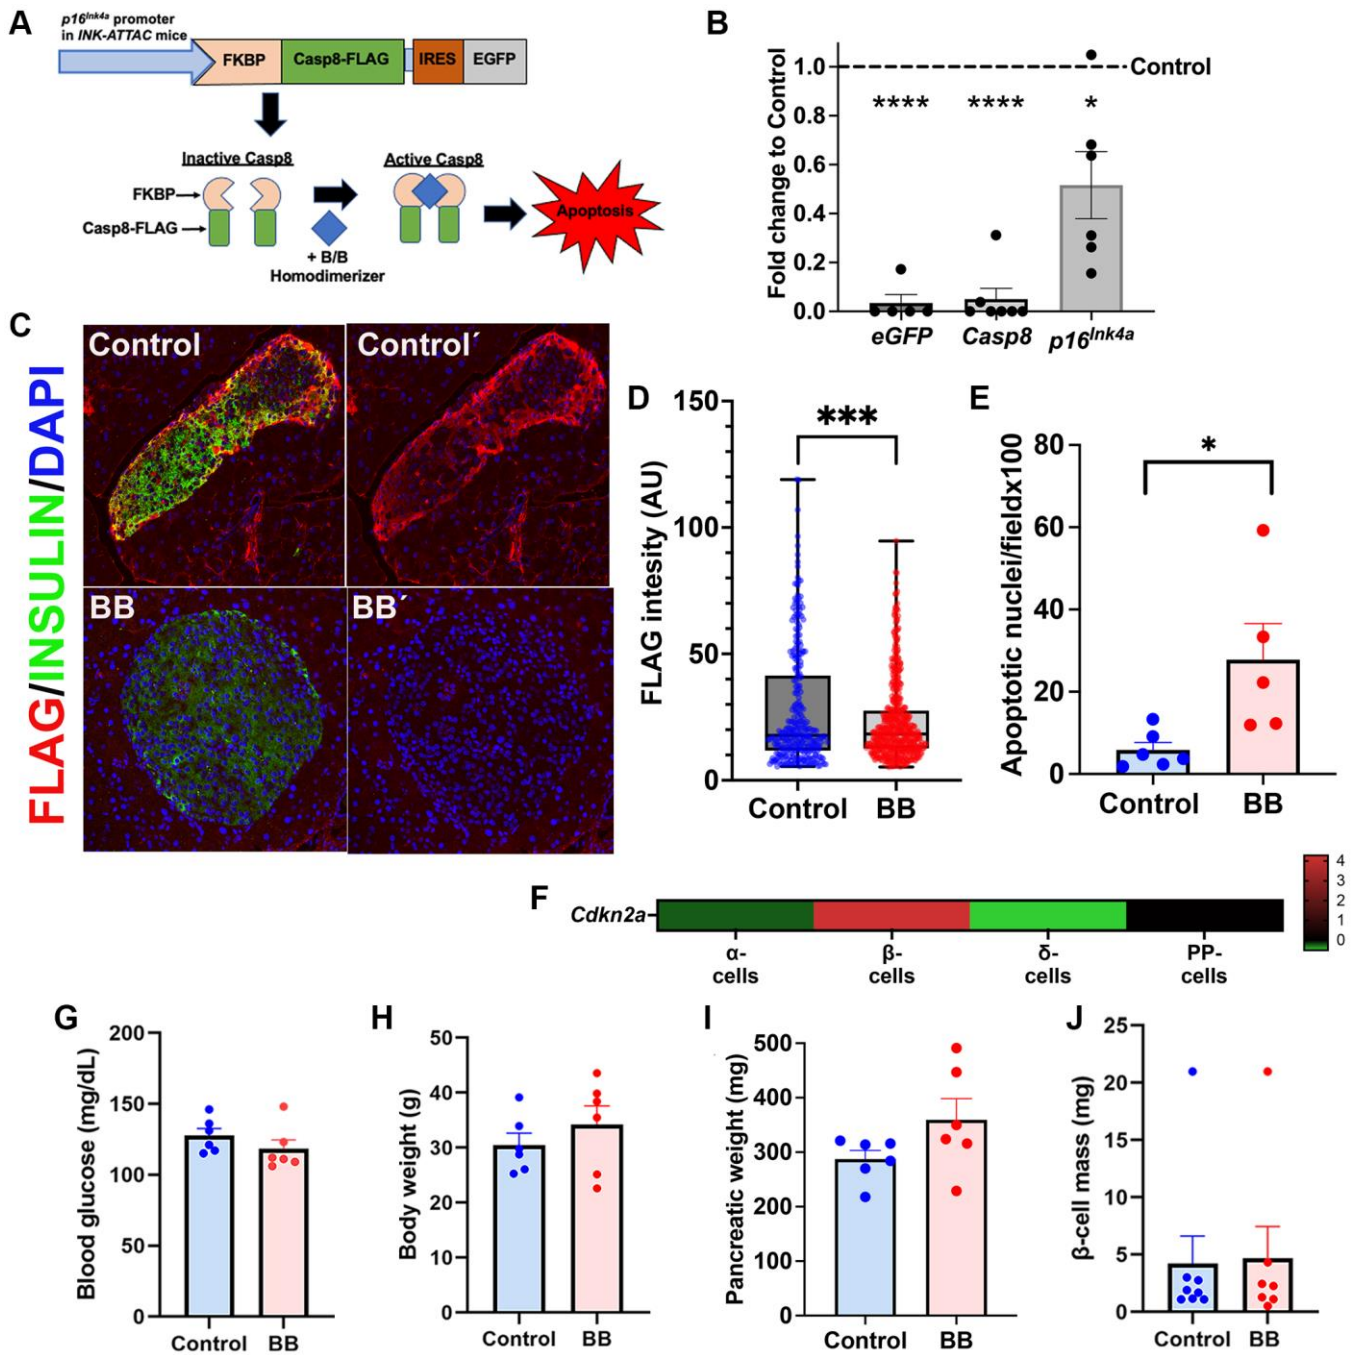 A
p16Ink4a promoter
in INK-ATTAC mice
FKBP
Casp8-FLAG
IRES
EGFP
Inactive Casp8
Active Casp8
FKBP
Casp8-FLAG
+ B/B
Homodimerizer
Apoptosis
B
Fold change to Control
1.0
0.8
0.6
0.4
0.2
0.0
Control
**** **** *
eGFP Casp8 p16Ink4a
C
FLAG/INSULIN/DAPI
Control
Control´
BB
BB´
D
FLAG intesity (AU)
150
100
50
0
***
Control BB
E
Apoptotic nuclei/fieldx100
80
60
40
20
0
*
Control BB
F
Cdkn2a
α-
cells
β-
cells
δ-
cells
PP-
cells
4
3
2
1
0
G
Blood glucose (mg/dL)
200
150
100
50
0
Control BB
H
Body weight (g)
50
40
30
20
10
0
Control BB
I
Pancreatic weight (mg)
500
400
300
200
100
0
Control BB
J
β-cell mass (mg)
25
20
15
10
5
0
Control BB